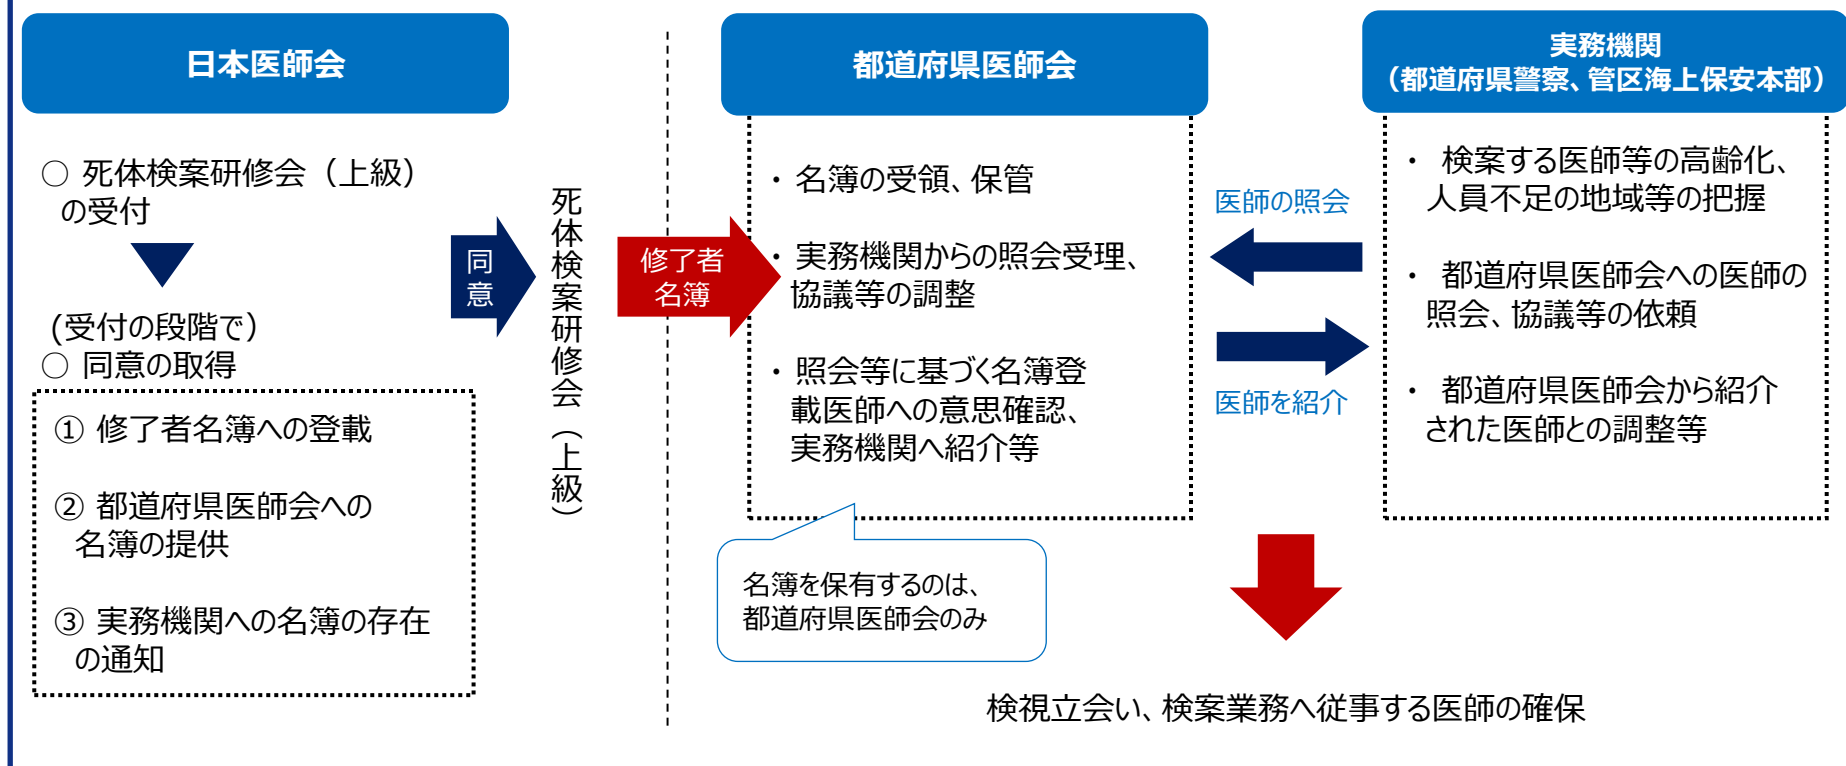 日本医師会
○ 死体検案研修会（上級）
の受付
(受付の段階で）
○ 同意の取得
① 修了者名簿への登載
② 都道府県医師会への
名簿の提供
③ 実務機関への名簿の存在
の通知
同
意
死体検案研修会（上級）
修了者
名簿
都道府県医師会
・ 名簿の受領、保管
・ 実務機関からの照会受理、
協議等の調整
・ 照会等に基づく名簿登
載医師への意思確認、
実務機関へ紹介等
名簿を保有するのは、
都道府県医師会のみ
医師の照会
医師を紹介
実務機関
（都道府県警察、管区海上保安本部）
・ 検案する医師等の高齢化、
人員不足の地域等の把握
・ 都道府県医師会への医師の
照会、協議等の依頼
・ 都道府県医師会から紹介
された医師との調整等
検視立会い、検案業務へ従事する医師の確保